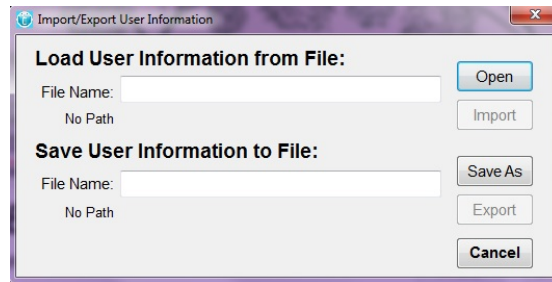 Import/Export User Information
x
Load User Information from File:
Open
File Name:
No Path
Import
Save User Information to File:
Save As
File Name:
No Path
Export
Cancel